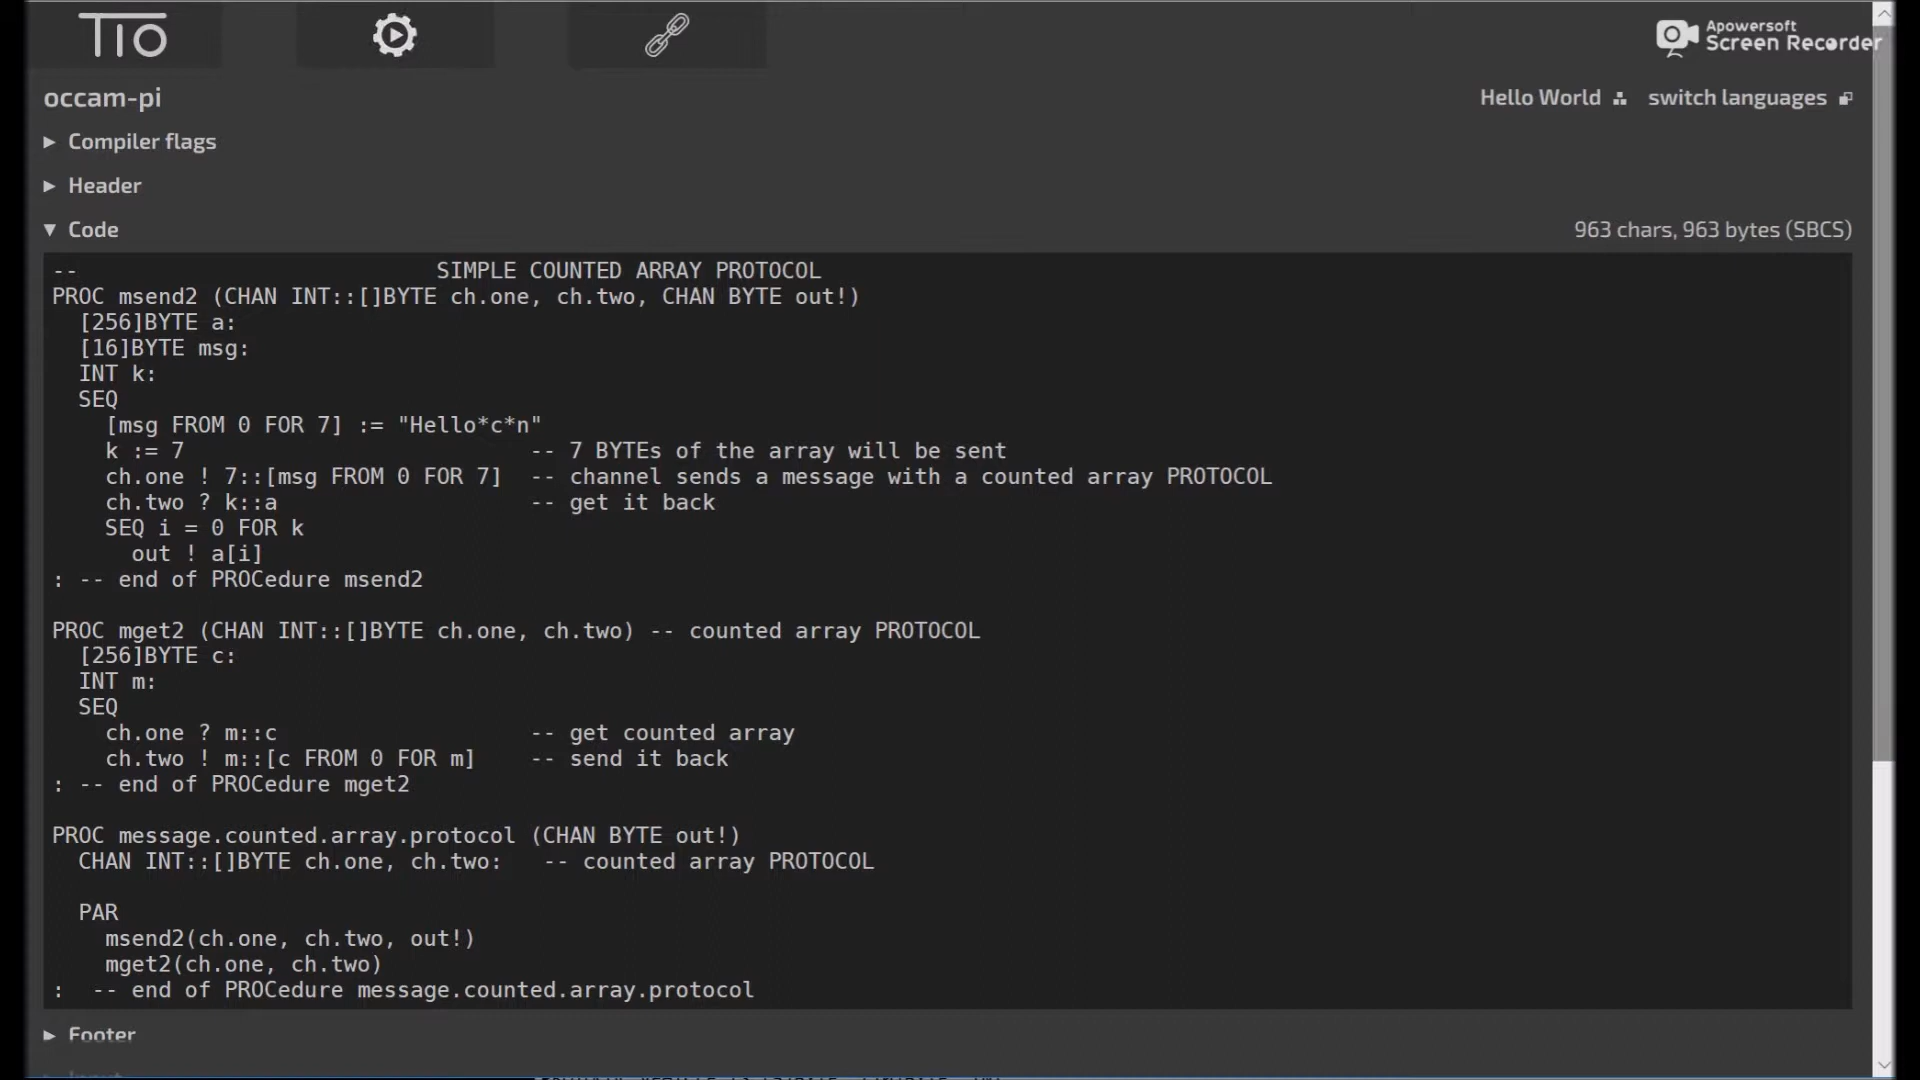 TIO
Apowersoft
Screen Recorder
occam-pi
Hello World switch languages
▶ Compiler flags
▶ Header
▼ Code 963 chars, 963 bytes (SBCS)
--                           SIMPLE COUNTED ARRAY PROTOCOL
PROC msend2 (CHAN INT::[]BYTE ch.one, ch.two, CHAN BYTE out!)
  [256]BYTE a:
  [16]BYTE msg:
  INT k:
  SEQ
    [msg FROM 0 FOR 7] := "Hello*c*n"
    k := 7                          -- 7 BYTEs of the array will be sent
    ch.one ! 7::[msg FROM 0 FOR 7]  -- channel sends a message with a counted array PROTOCOL
    ch.two ? k::a                   -- get it back
    SEQ i = 0 FOR k
      out ! a[i]
: -- end of PROCedure msend2
PROC mget2 (CHAN INT::[]BYTE ch.one, ch.two) -- counted array PROTOCOL
  [256]BYTE c:
  INT m:
  SEQ
    ch.one ? m::c                   -- get counted array
    ch.two ! m::[c FROM 0 FOR m]    -- send it back
: -- end of PROCedure mget2
PROC message.counted.array.protocol (CHAN BYTE out!)
  CHAN INT::[]BYTE ch.one, ch.two:   -- counted array PROTOCOL
  PAR
    msend2(ch.one, ch.two, out!)
    mget2(ch.one, ch.two)
:  -- end of PROCedure message.counted.array.protocol
▶ Footer